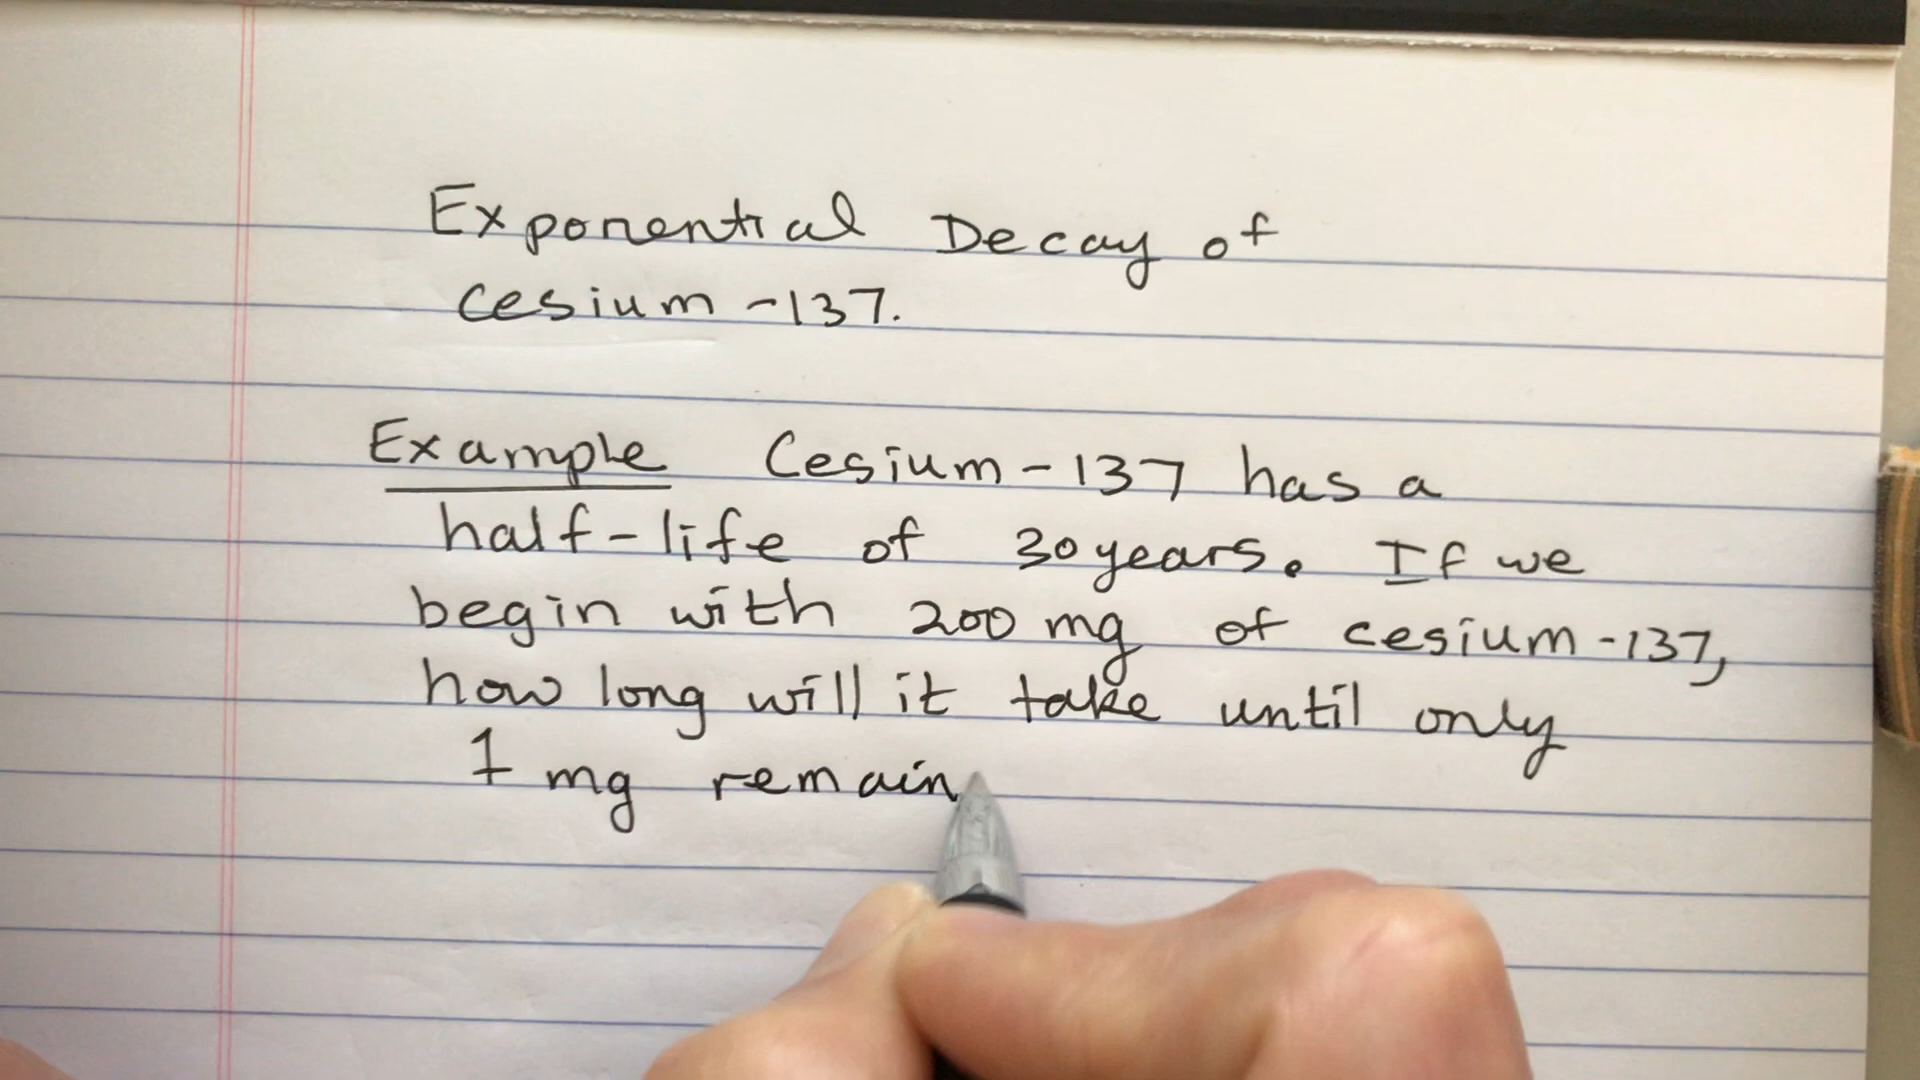 Exponential Decay of
Cesium-137.
Example Cesium-137 has a
half-life of 30 years. If we
begin with 200 mg of cesium-137,
how long will it take until only
1 mg remain